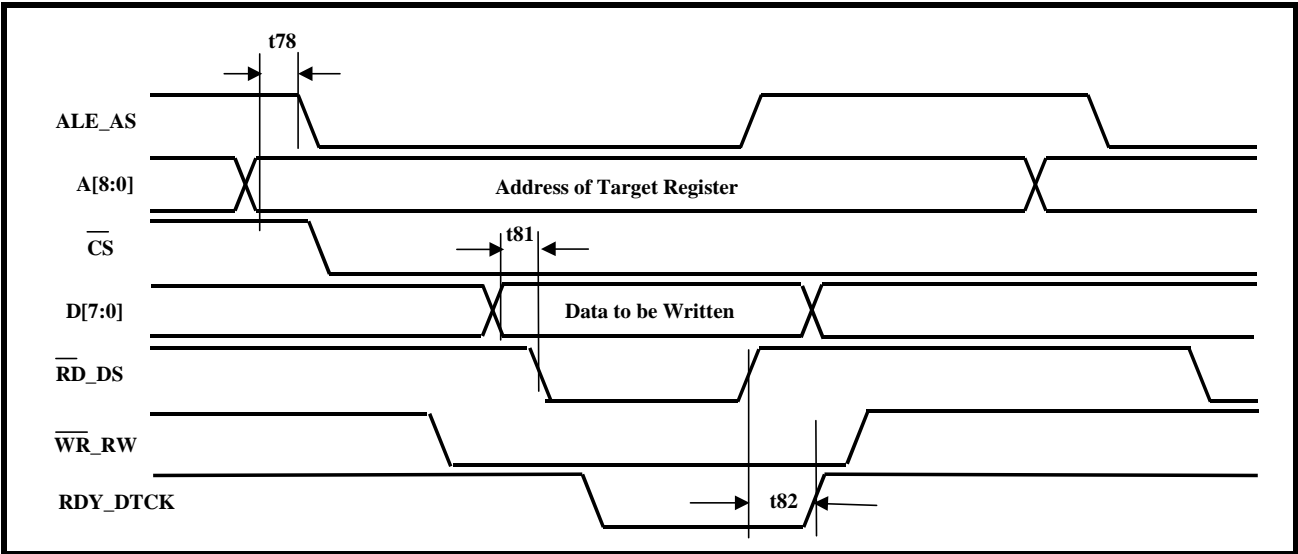 t78
ALE_AS
A[8:0]
Address of Target Register
CS
t81
D[7:0]
Data to be Written
RD_DS
WR_RW
RDY_DTCK
t82